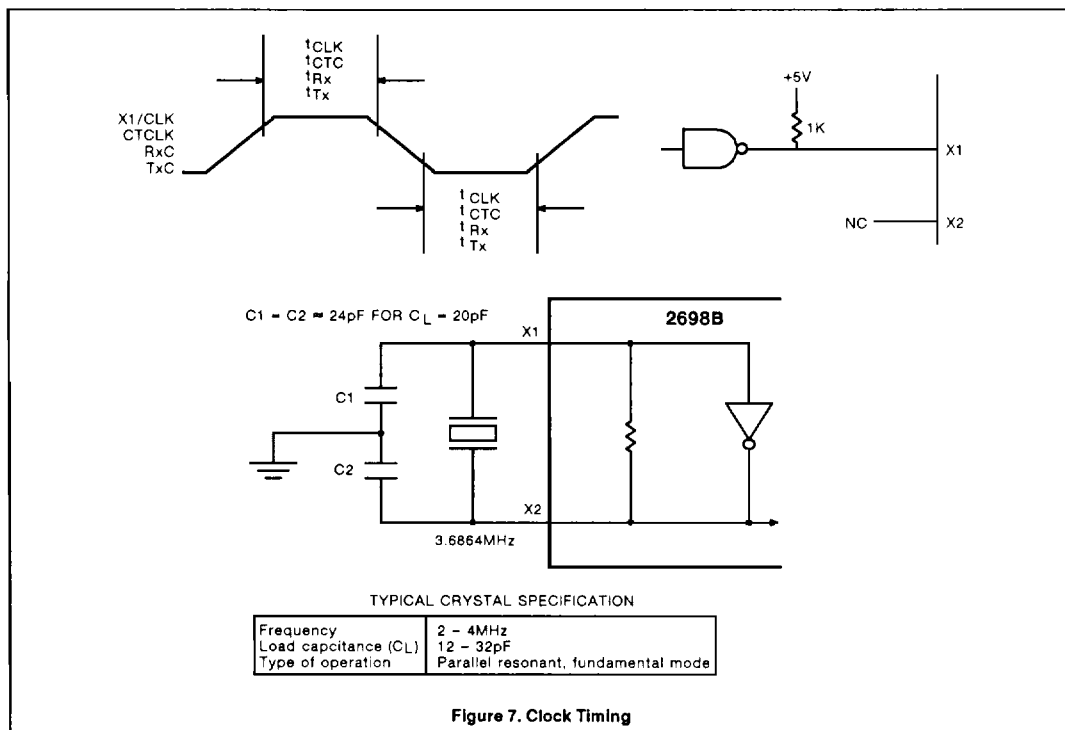 tCLK
tCTC
tRx
tTx
X1/CLK
CTCLK
RxC
TxC
tCLK
tCTC
tRx
tTx
+5V
1K
X1
NC
X2
C1 = C2 ≈ 24pF FOR CL = 20pF
2698B
X1
C1
C2
X2
3.6864MHz
TYPICAL CRYSTAL SPECIFICATION
Frequency 2 – 4MHz
Load capcitance (CL) 12 – 32pF
Type of operation Parallel resonant, fundamental mode
Figure 7. Clock Timing